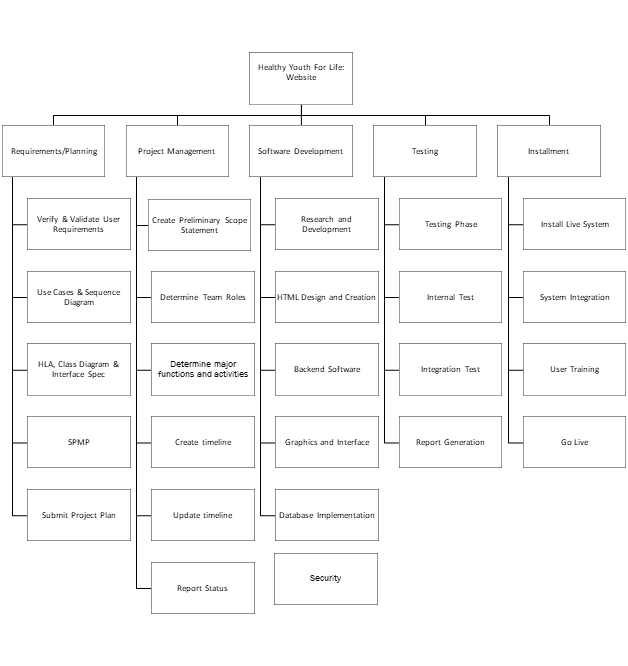 Healthy Youth For Life:
Website
Requirements/Planning
Project Management
Software Development
Testing
Installment
Verify & Validate User
Requirements
Create Preliminary Scope
Statement
Research and
Development
Testing Phase
Install Live System
Use Cases & Sequence
Diagram
Determine Team Roles
HTML Design and Creation
Internal Test
System Integration
HLA, Class Diagram &
Interface Spec
Determine major
functions and activities
Backend Software
Integration Test
User Training
SPMP
Create timeline
Graphics and Interface
Report Generation
Go Live
Submit Project Plan
Update timeline
Database Implementation
Report Status
Security